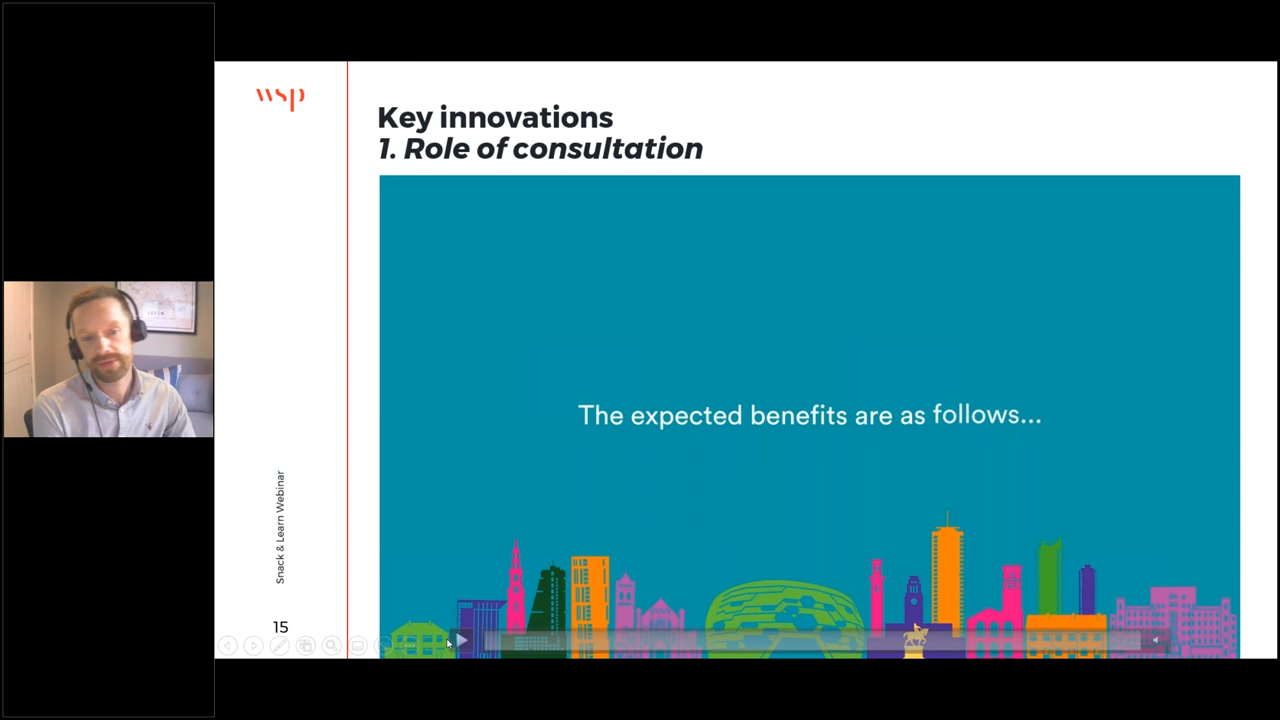 wsp
Key innovations
1. Role of consultation
The expected benefits are as follows...
Snack & Learn Webinar
15